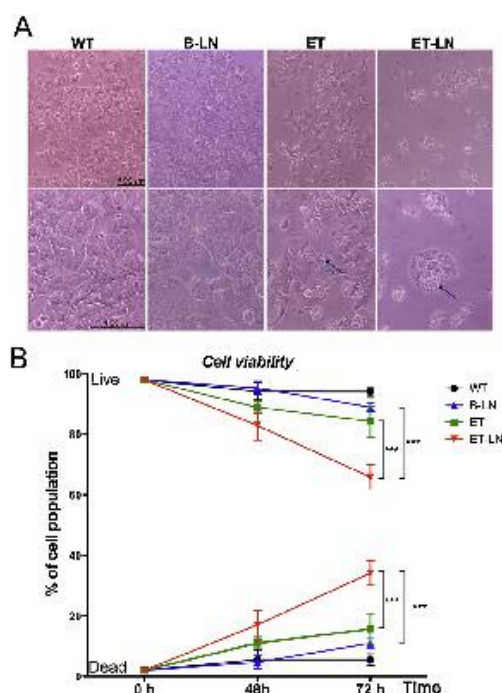 A
WT B-LN ET ET-LN
B
Cell viability
100
Live
80
60
40
20
Dead
0
0 h 48h 72 h Time
% of cell population
WT
B-LN
ET
ET-LN
***
***
***
***